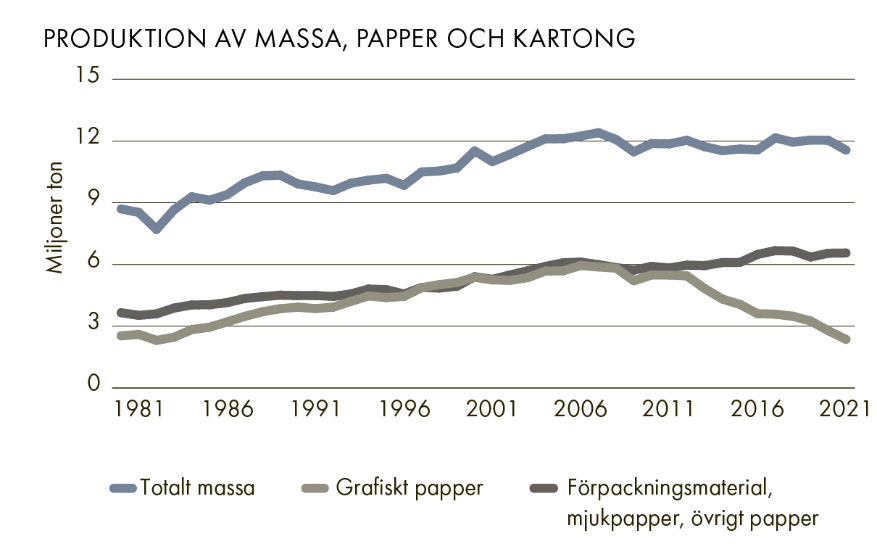 PRODUKTION AV MASSA, PAPPER OCH KARTONG
15
12
9
6
3
0
Miljoner ton
1981 1986 1991 1996 2001 2006 2011 2016 2021
Totalt massa
Grafiskt papper
Förpackningsmaterial,
mjukpapper, övrigt papper